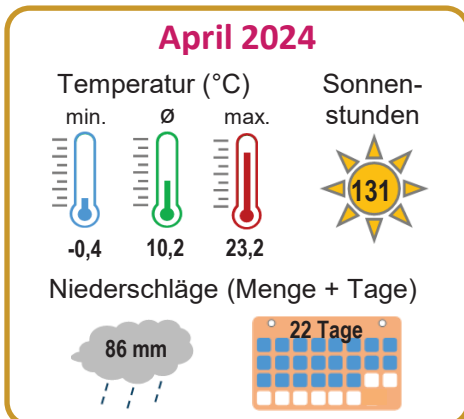 April 2024
Temperatur (°C)
Sonnen-
stunden
min. ø max.
131
-0,4 10,2 23,2
Niederschläge (Menge + Tage)
86 mm
22 Tage